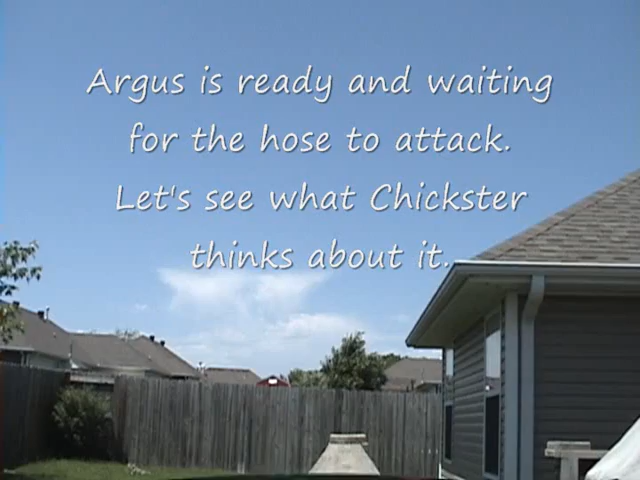 Argus is ready and waiting
for the hose to attack.
Let's see what Chickster
thinks about it.